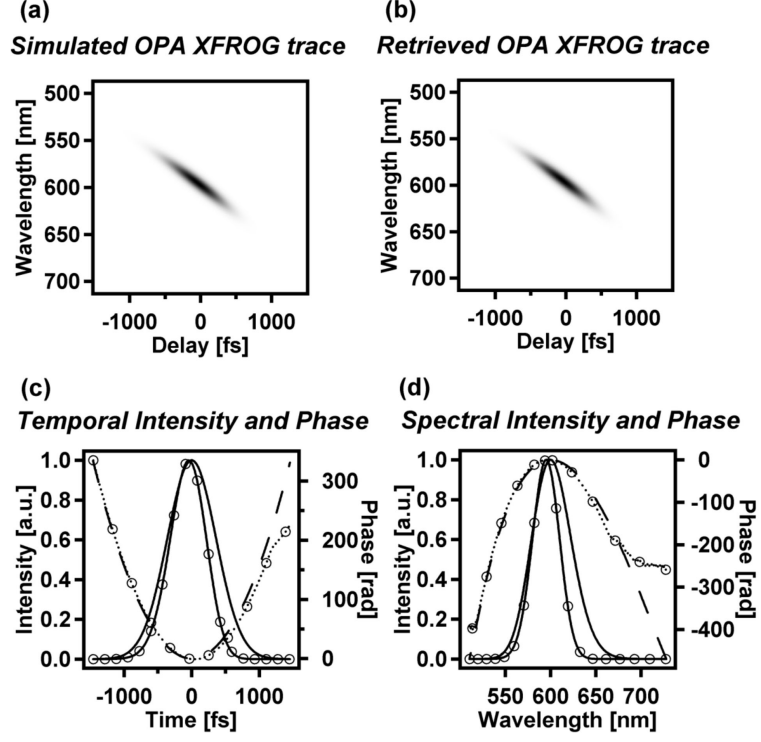 (a)
Simulated OPA XFROG trace
Wavelength [nm]
500
550
600
650
700
-1000 0 1000
Delay [fs]
(b)
Retrieved OPA XFROG trace
Wavelength [nm]
500
550
600
650
700
-1000 0 1000
Delay [fs]
(c)
Temporal Intensity and Phase
Intensity [a.u.]
1.0
0.8
0.6
0.4
0.2
0.0
300
200
100
0
Phase [rad]
-1000 0 1000
Time [fs]
(d)
Spectral Intensity and Phase
Intensity [a.u.]
1.0
0.8
0.6
0.4
0.2
0.0
0
-100
-200
-300
-400
Phase [rad]
550 600 650 700
Wavelength [nm]